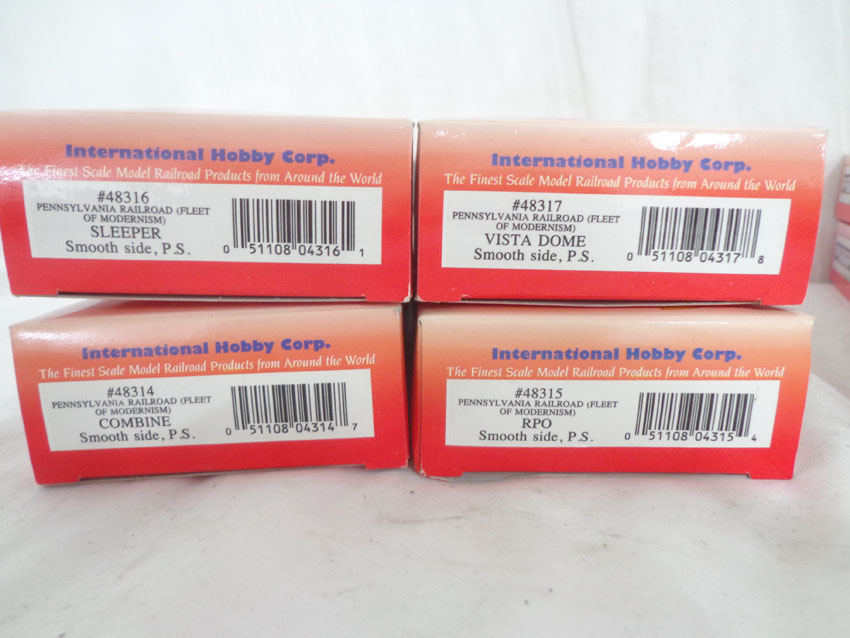 International Hobby Corp.
The Finest Scale Model Railroad Products from Around the World
#48316
PENNSYLVANIA RAILROAD (FLEET
OF MODERNISM)
SLEEPER
Smooth side, P.S.
0 51108 04316 1
International Hobby Corp.
The Finest Scale Model Railroad Products from Around the World
#48317
PENNSYLVANIA RAILROAD (FLEET
OF MODERNISM)
VISTA DOME
Smooth side, P.S.
0 51108 04317 8
International Hobby Corp.
The Finest Scale Model Railroad Products from Around the World
#48314
PENNSYLVANIA RAILROAD (FLEET
OF MODERNISM)
COMBINE
Smooth side, P.S.
0 51108 04314 7
International Hobby Corp.
The Finest Scale Model Railroad Products from Around the World
#48315
PENNSYLVANIA RAILROAD (FLEET
OF MODERNISM)
RPO
Smooth side, P.S.
0 51108 04315 4